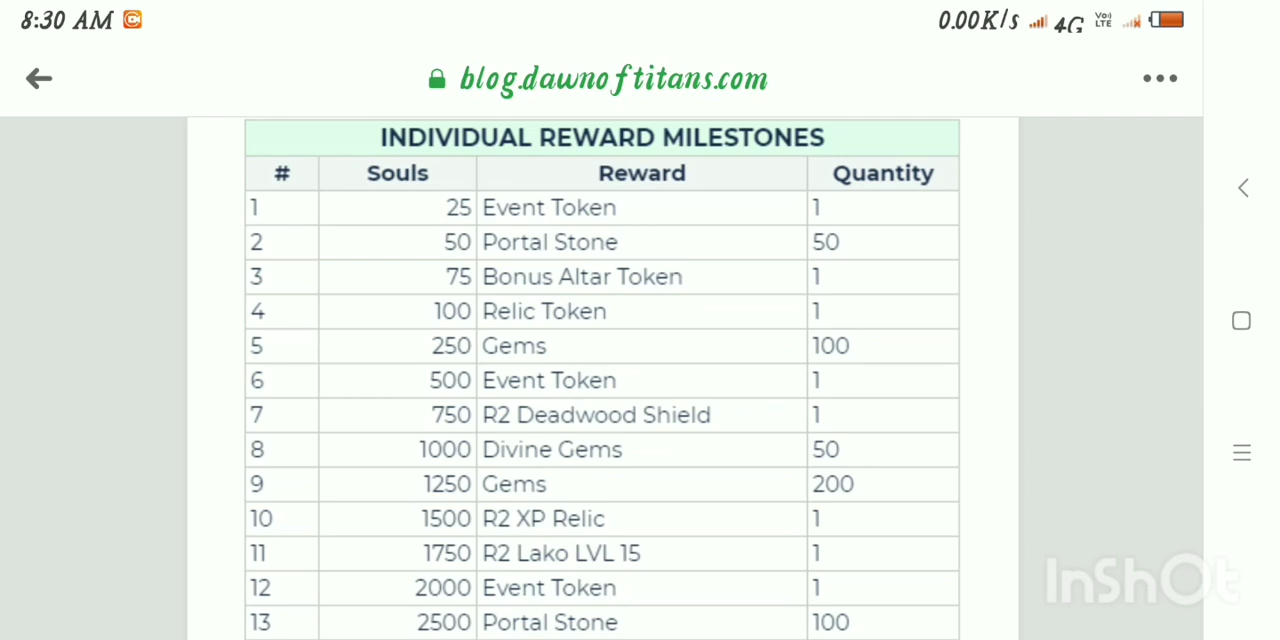 8:30 AM 0.00K/s 4G Vo)) LTE
blog.dawnoftitans.com
INDIVIDUAL REWARD MILESTONES
# Souls Reward Quantity
1 25 Event Token 1
2 50 Portal Stone 50
3 75 Bonus Altar Token 1
4 100 Relic Token 1
5 250 Gems 100
6 500 Event Token 1
7 750 R2 Deadwood Shield 1
8 1000 Divine Gems 50
9 1250 Gems 200
10 1500 R2 XP Relic 1
11 1750 R2 Lako LVL 15 1
12 2000 Event Token 1
13 2500 Portal Stone 100
InShOt